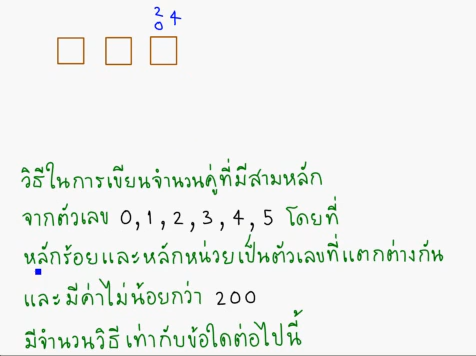 2 4
0
วิธีในการเขียนจำนวนคู่ที่มีสามหลัก
จากตัวเลข 0, 1, 2, 3, 4, 5 โดยที่
หลักร้อยและหลักหน่วยเป็นตัวเลขที่แตกต่างกัน
และมีค่าไม่น้อยกว่า 200
มีจำนวนวิธีเท่ากับข้อใดต่อไปนี้